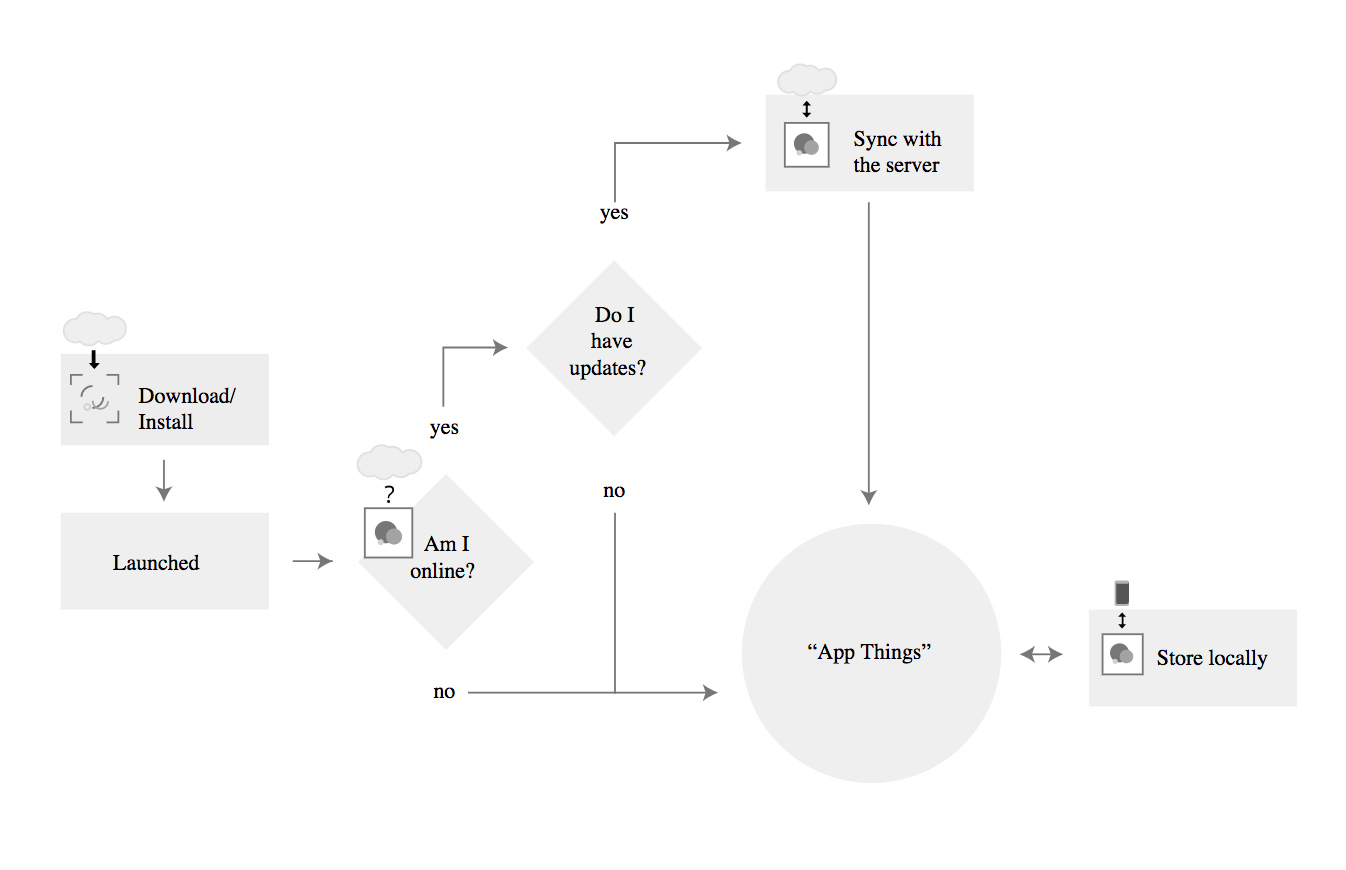 Download/
Install
Launched
?
Am I
online?
yes
no
Do I
have
updates?
yes
no
Sync with
the server
“App Things”
Store locally